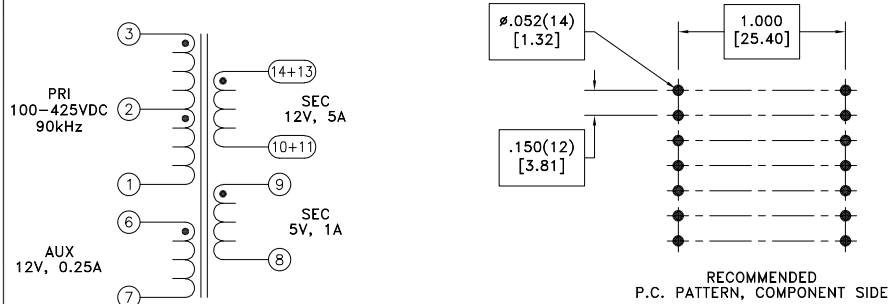 3
PRI
100-425VDC
90kHz
2
1
6
AUX
12V, 0.25A
7
14+13
SEC
12V, 5A
10+11
9
SEC
5V, 1A
8
ø.052(14)
[1.32]
1.000
[25.40]
.150(12)
[3.81]
RECOMMENDED
P.C. PATTERN, COMPONENT SIDE